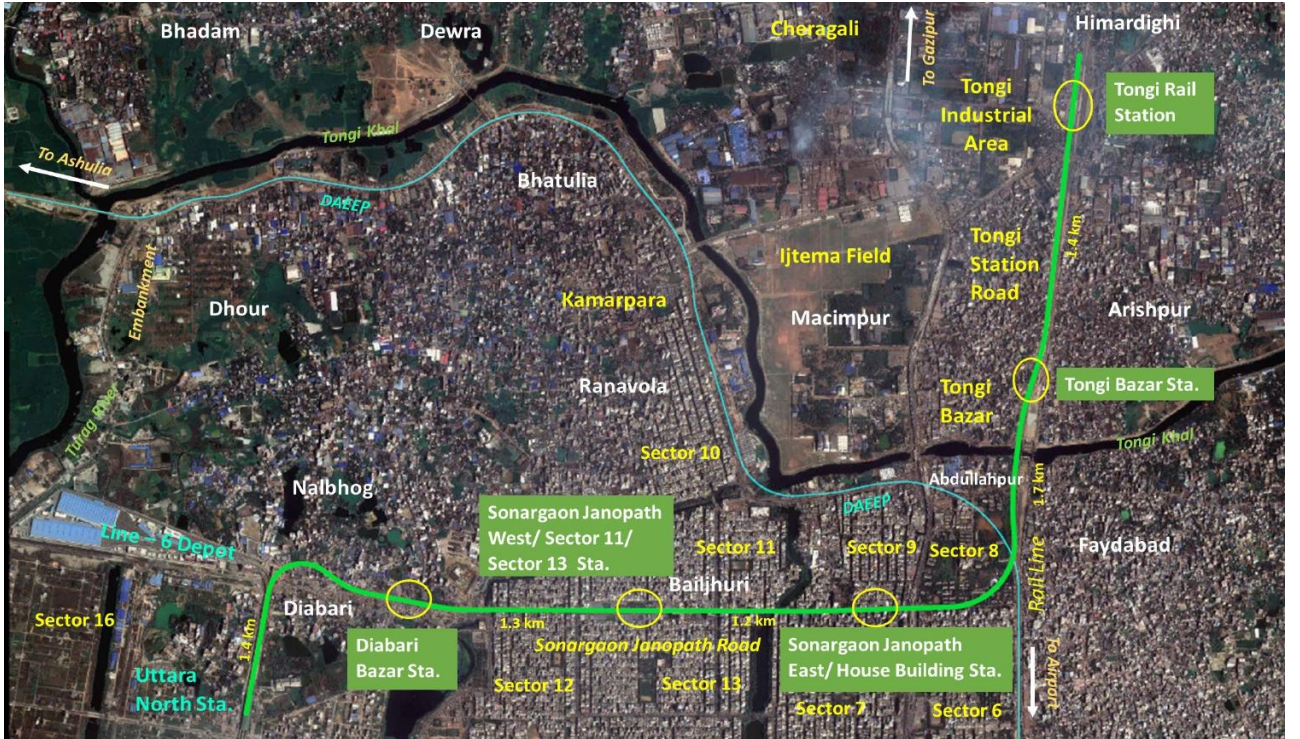 Bhadam
Dewra
Cheragali
To Gazipur
Himardighi
Tongi
Industrial
Area
Tongi Rail
Station
Tongi Khal
To Ashulia
DAEEP
Bhatulia
Embankment
Dhour
Kamarpara
Ijtema Field
Macimpur
Tongi
Station
Road
1.4 km
Arishpur
Ranavola
Tongi
Bazar
Tongi Bazar Sta.
Turag River
Sector 10
Tongi Khal
Nalbhog
Abdullahpur
1.7 km
DAEEP
Line – 6 Depot
Sonargaon Janopath
West/ Sector 11/
Sector 13 Sta.
Sector 11
Bailjhuri
Sector 9
Sector 8
Faydabad
Rail Line
Sector 16
Diabari
1.4 km
1.3 km
1.2 km
Sonargaon Janopath Road
Diabari
Bazar Sta.
Sonargaon Janopath
East/ House Building Sta.
To Airport
Uttara
North Sta.
Sector 12
Sector 13
Sector 7
Sector 6